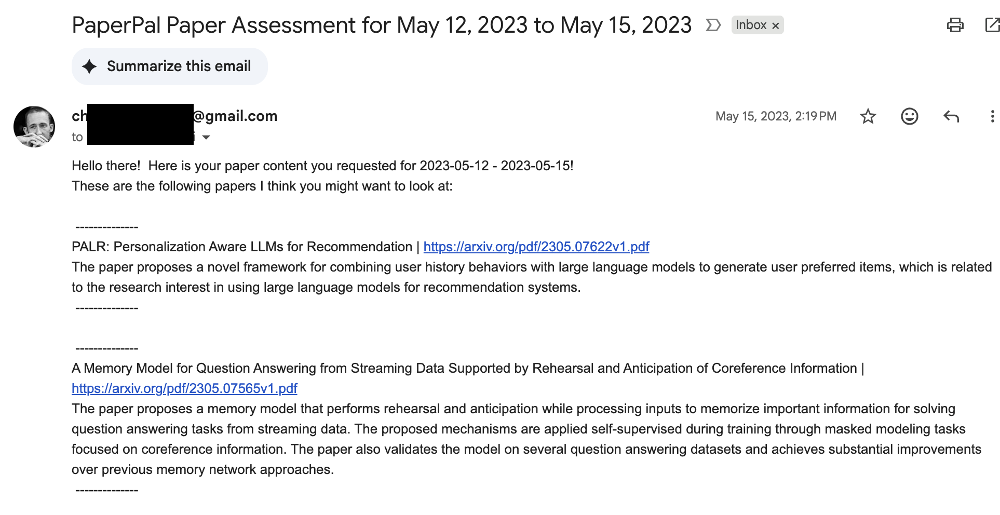 PaperPal Paper Assessment for May 12, 2023 to May 15, 2023
Inbox ×
Summarize this email
ch @gmail.com
May 15, 2023, 2:19 PM
to i
Hello there!  Here is your paper content you requested for 2023-05-12 - 2023-05-15!
These are the following papers I think you might want to look at:
--------------
PALR: Personalization Aware LLMs for Recommendation | https://arxiv.org/pdf/2305.07622v1.pdf
The paper proposes a novel framework for combining user history behaviors with large language models to generate user preferred items, which is related
to the research interest in using large language models for recommendation systems.
--------------
--------------
A Memory Model for Question Answering from Streaming Data Supported by Rehearsal and Anticipation of Coreference Information |
https://arxiv.org/pdf/2305.07565v1.pdf
The paper proposes a memory model that performs rehearsal and anticipation while processing inputs to memorize important information for solving
question answering tasks from streaming data. The proposed mechanisms are applied self-supervised during training through masked modeling tasks
focused on coreference information. The paper also validates the model on several question answering datasets and achieves substantial improvements
over previous memory network approaches.
--------------